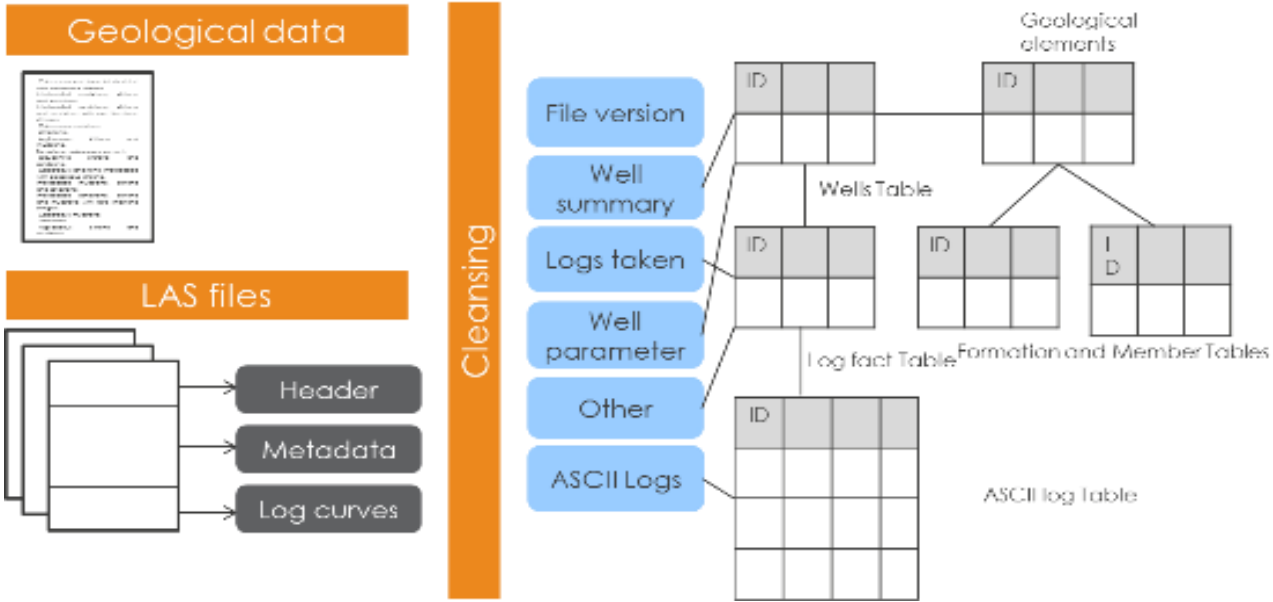 Geological data
LAS files
Header
Metadata
Log curves
Cleansing
File version
Well
summary
Logs taken
Well
parameter
Other
ASCII Logs
ID
Wells Table
Geological
elements
ID
ID
Log fact Table
ID
I
D
Formation and Member Tables
ID
ASCII log Table